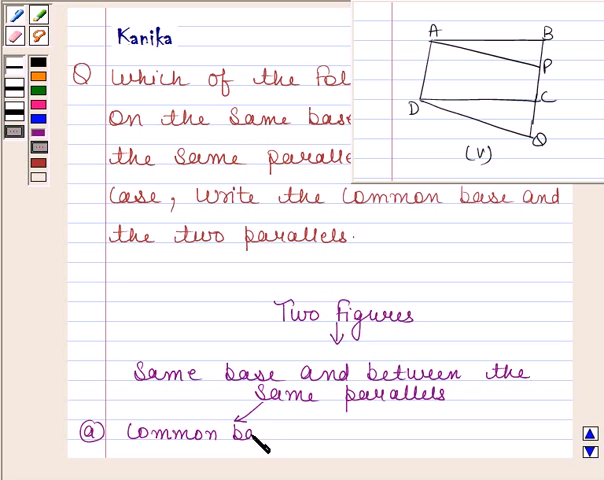 Kanika
Q Which of the Fol
On the Same bas
the Same paralle
Case, Write the Common base and
the two parallels.
A B
P
D C
Q
(V)
Two figures
Same base and between the
Same parallels
(a) Common ba